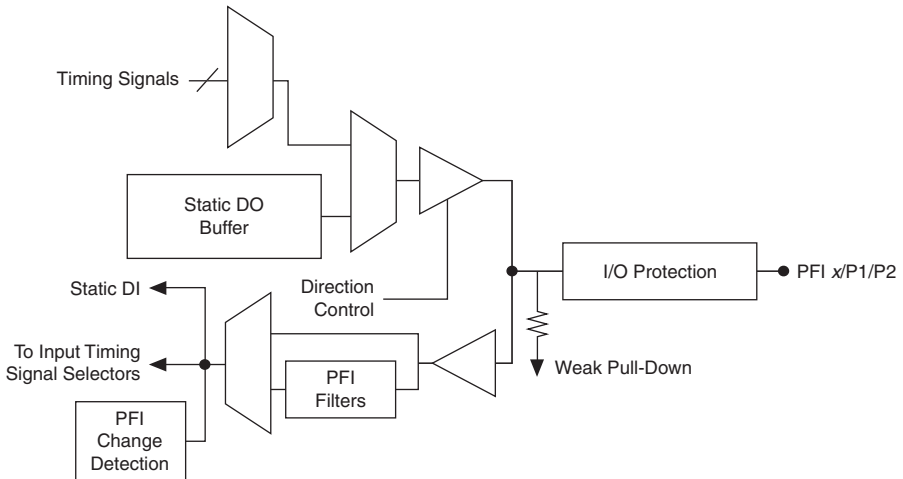 Timing Signals
Static DO
Buffer
Direction
Control
I/O Protection
PFI x/P1/P2
Weak Pull-Down
Static DI
To Input Timing
Signal Selectors
PFI
Filters
PFI
Change
Detection